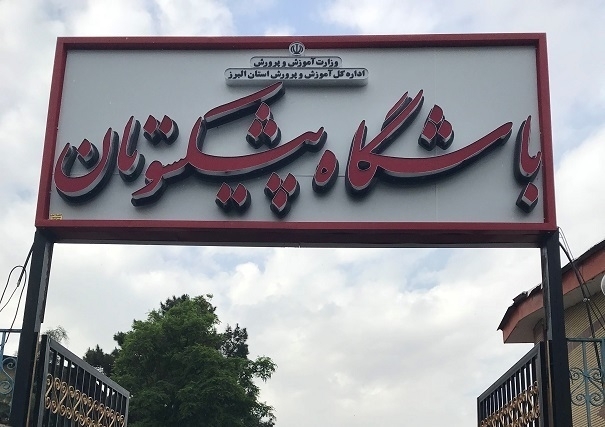 وزارت آموزش و پرورش
اداره کل آموزش و پرورش استان البرز
باشگاه پیشکسوتان